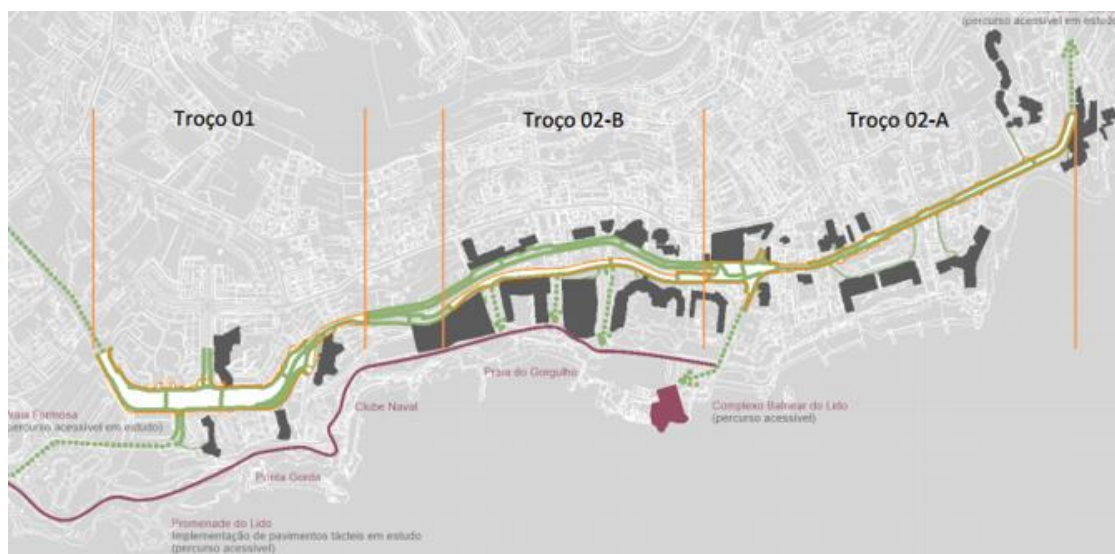 (percurso acessível em estudo)
Troço 01
Troço 02-B
Troço 02-A
Praia do Gorgulho
Clube Naval
Complexo Balnear do Lido
(percurso acessível)
Praia Formosa
(percurso acessível em estudo)
Ponta Gorda
Promenade do Lido
Implementação de pavimentos tácteis em estudo
(percurso acessível)